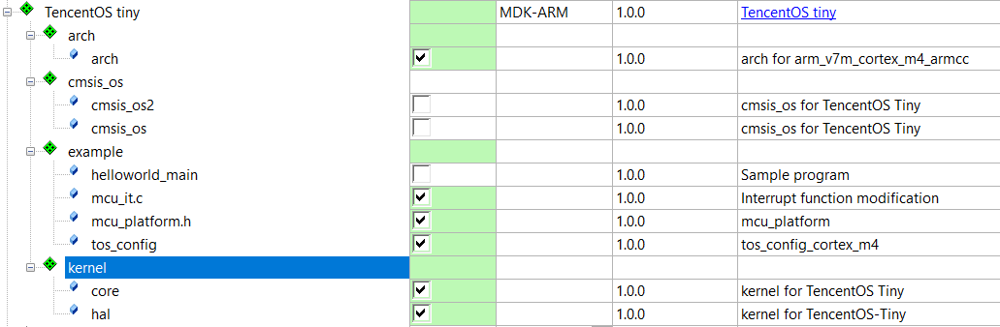 TencentOS tiny MDK-ARM 1.0.0 TencentOS tiny
arch
arch 1.0.0 arch for arm_v7m_cortex_m4_armcc
cmsis_os
cmsis_os2 1.0.0 cmsis_os for TencentOS Tiny
cmsis_os 1.0.0 cmsis_os for TencentOS Tiny
example
helloworld_main 1.0.0 Sample program
mcu_it.c 1.0.0 Interrupt function modification
mcu_platform.h 1.0.0 mcu_platform
tos_config 1.0.0 tos_config_cortex_m4
kernel
core 1.0.0 kernel for TencentOS Tiny
hal 1.0.0 kernel for TencentOS-Tiny